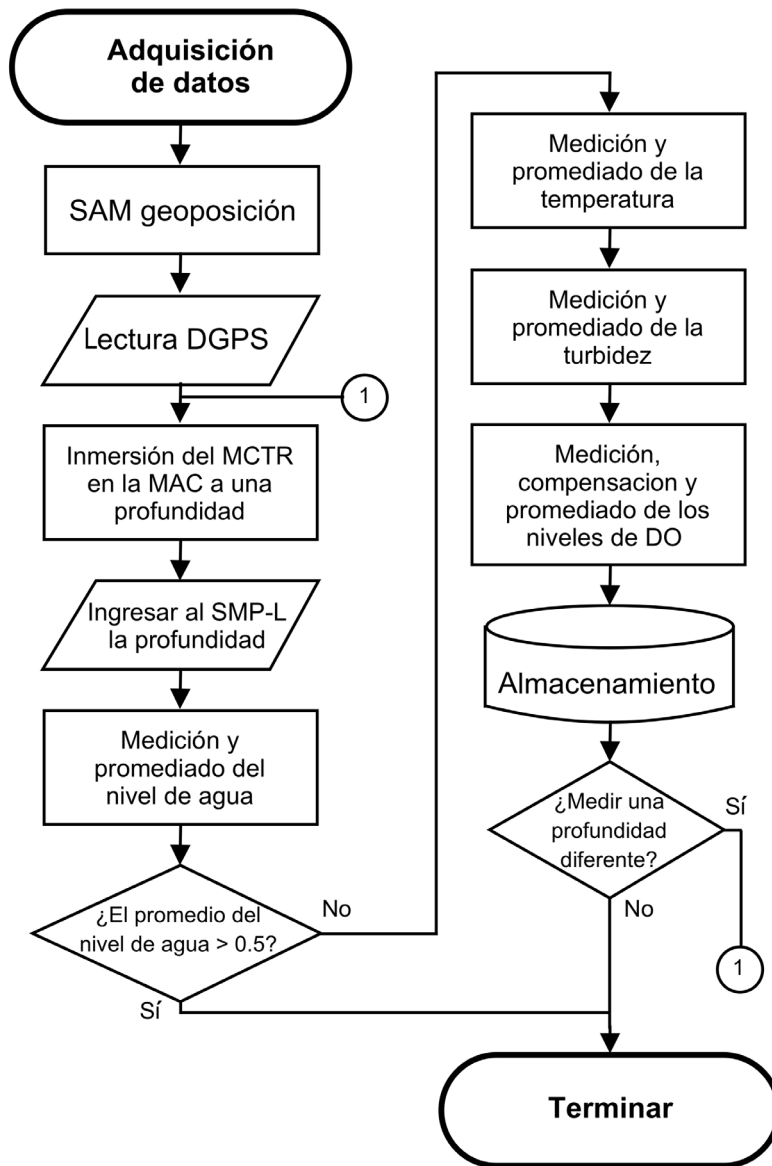 Adquisición
de datos
SAM geoposición
Lectura DGPS
1
Inmersión del MCTR
en la MAC a una
profundidad
Ingresar al SMP-L
la profundidad
Medición y
promediado del
nivel de agua
¿El promedio del
nivel de agua > 0.5?
No
Sí
Medición y
promediado de la
temperatura
Medición y
promediado de la
turbidez
Medición,
compensacion y
promediado de los
niveles de DO
Almacenamiento
¿Medir una
profundidad
diferente?
Sí
No
1
Terminar